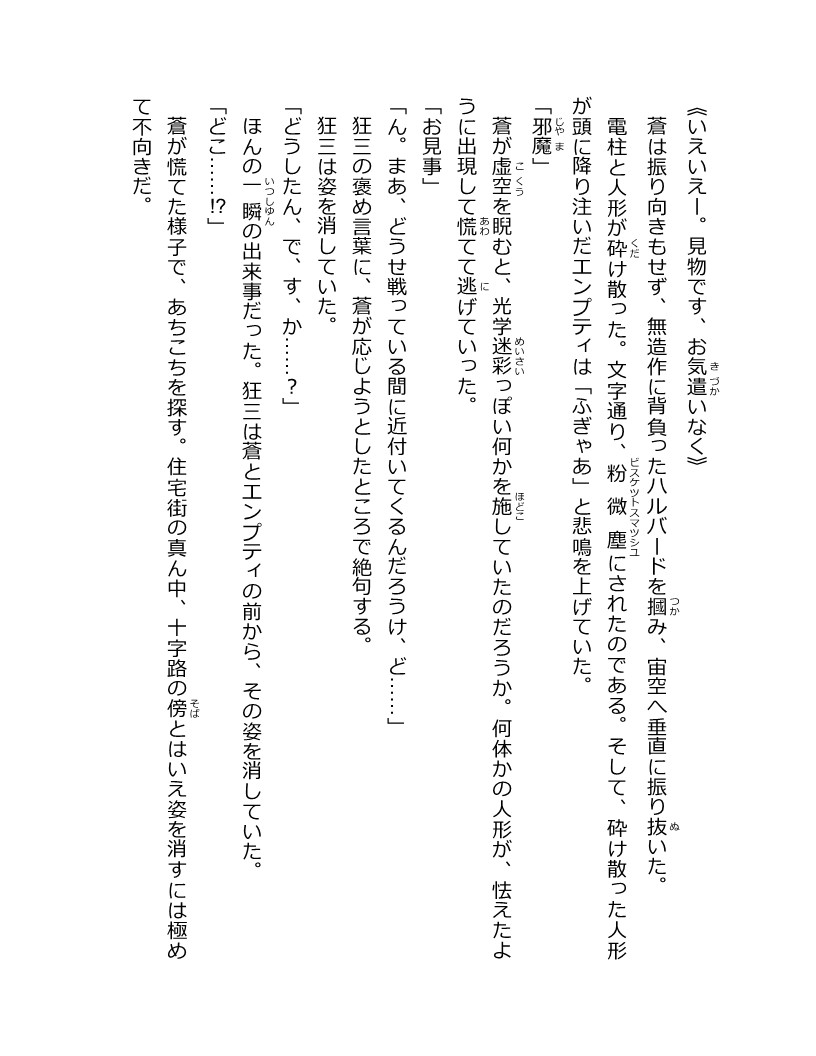 《いえいえー。見物です、お気遣いなく》
蒼は振り向きもせず、無造作に背負ったハルバードを摑み、宙空へ垂直に振り抜いた。
電柱と人形が砕け散った。文字通り、粉微塵にされたのである。そして、砕け散った人形
が頭に降り注いだエンプティは「ふぎゃあ」と悲鳴を上げていた。
「邪魔」
蒼が虚空を睨むと、光学迷彩っぽい何かを施していたのだろうか。何体かの人形が、怯えたよ
うに出現して慌てて逃げていった。
「お見事」
「ん。まあ、どうせ戦っている間に近付いてくるんだろうけ、ど……」
狂三の褒め言葉に、蒼が応じようとしたところで絶句する。
狂三は姿を消していた。
「どうしたん、で、す、か……?」
ほんの一瞬の出来事だった。狂三は蒼とエンプティの前から、その姿を消していた。
「どこ……!?」
蒼が慌てた様子で、あちこちを探す。住宅街の真ん中、十字路の傍とはいえ姿を消すには極め
て不向きだ。